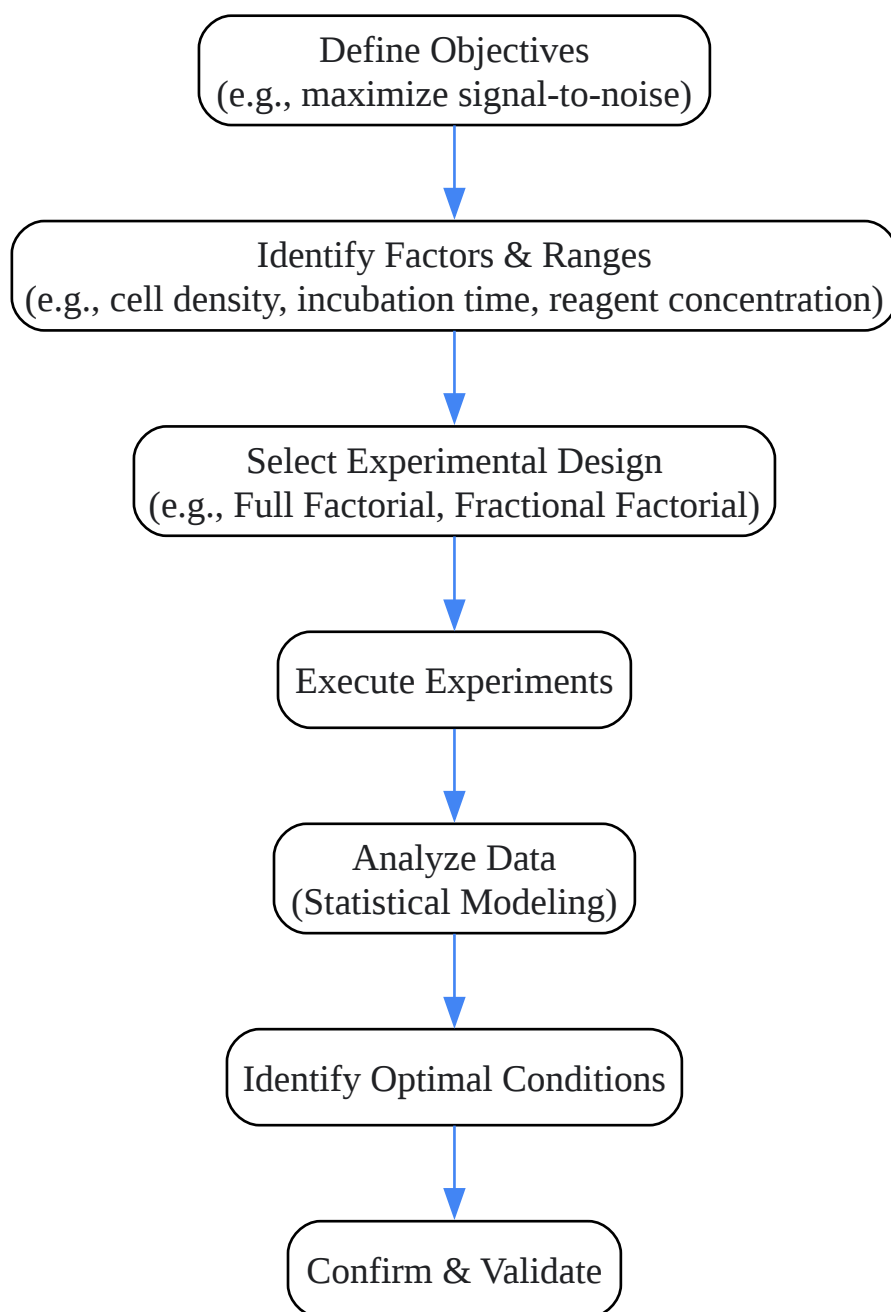 Define Objectives
(e.g., maximize signal-to-noise)
Identify Factors & Ranges
(e.g., cell density, incubation time, reagent concentration)
Select Experimental Design
(e.g., Full Factorial, Fractional Factorial)
Execute Experiments
Analyze Data
(Statistical Modeling)
Identify Optimal Conditions
Confirm & Validate